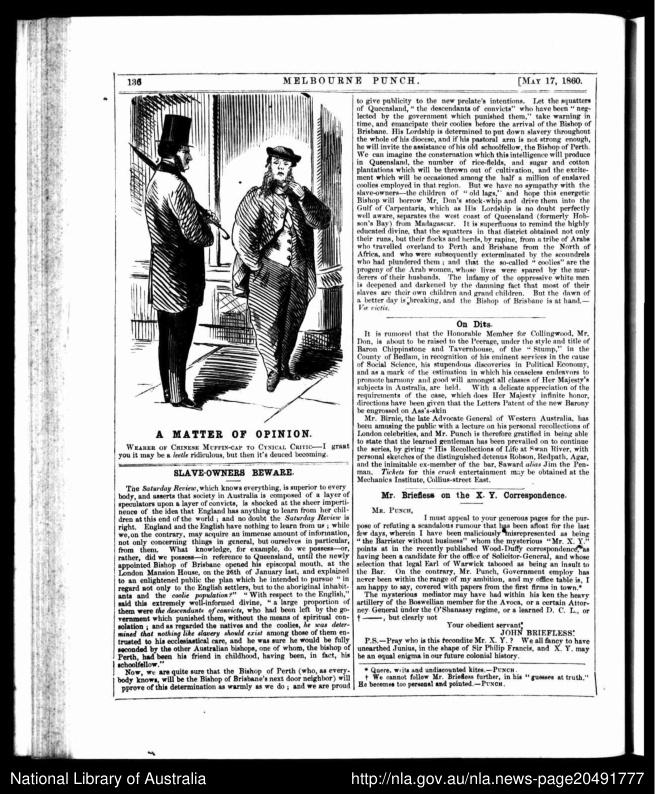 136
MELBOURNE PUNCH.
[MAY 17, 1860.
A MATTER OF OPINION.
WEARER OF CHINESE MUFFIN-CAP TO CYNICAL CRITIC—I grant
you it may be a leetle ridiculous, but then it's deuced becoming.
SLAVE-OWNERS BEWARE.
The Saturday Review, which knows everything, is superior to every
body, and asserts that society in Australia is composed of a layer of
speculators upon a layer of convicts, is shocked at the sheer imperti-
nence of the idea that England has anything to learn from her chil-
dren at this end of the world ; and no doubt the Saturday Review is
right. England and the English have nothing to learn from us ; while
we, on the contrary, may acquire an immense amount of information,
not only concerning things in general, but ourselves in particular,
from them. What knowledge, for example, do we possess—or,
rather, did we possess—in reference to Queensland, until the newly
appointed Bishop of Brisbane opened his episcopal mouth, at the
London Mansion House, on the 26th of January last, and explained
to an enlightened public the plan which he intended to pursue " in
regard not only to the English settlers, but to the aboriginal inhabit-
ants and the coolie population?" " With respect to the English,"
said this extremely well-informed divine, " a large proportion of
them were the descendants of convicts, who had been left by the go-
vernment which punished them, without the means of spiritual con-
solation ; and as regarded the natives and the coolies, he was deter-
mined that nothing like slavery should exist among those of them en-
trusted to his ecclesiastical care, and he was sure he would be fully
seconded by the other Australian bishops, one of whom, the bishop of
Perth, had been his friend in childhood, having been, in fact, his
schoolfellow."
Now, we are quite sure that the Bishop of Perth (who, as every-
body knows, will be the Bishop of Brisbane's next door neighbor) will
pprove of this determination as warmly as we do ; and we are proud
to give publicity to the new prelate's intentions. Let the squatters
of Queensland, " the descendants of convicts" who have been " neg-
lected by the government which punished them," take warning in
time, and emancipate their coolies before the arrival of the Bishop of
Brisbane. His Lordship is determined to put down slavery throughout
the whole of his diocese, and if his pastoral arm is not strong enough,
he will invite the assistance of his old schoolfellow, the Bishop of Perth.
We can imagine the consternation which this intelligence will produce
in Queensland, the number of rice-fields, and sugar and cotton
plantations which will be thrown out of cultivation, and the excite-
ment which will be occasioned among the half a million of enslaved
coolies employed in that region. But we have no sympathy with the
slave-owners—the children of " old lags," and hope this energetic
Bishop will borrow Mr. Don's stock-whip and drive them into the
Gulf of Carpentaria, which as His Lordship is no doubt perfectly
well aware, separates the west coast of Queensland (formerly Hob-
son's Bay) from Madagascar. It is superfluous to remind the highly
educated divine, that the squatters in that district obtained not only
their runs, but their flocks and herds, by rapine, from a tribe of Arabs
who travelled overland to Perth and Brisbane from the North of
Africa, and who were subsequently exterminated by the scoundrels
who had plundered them ; and that the so-called " coolies" are the
progeny of the Arab women, whose lives were spared by the mur-
derers of their husbands. The infamy of the oppressive white men
is deepened and darkened by the damning fact that most of their
slaves are their own children and grand children. But the dawn of
a better day is breaking, and the Bishop of Brisbane is at hand.—
Væ victis.
On Dits.
It is rumored that the Honorable Member for Collingwood, Mr.
Don, is about to be raised to the Peerage, under the style and title of
Baron Chippinstone and Tavernhouse, of the " Stump," in the
County of Bedlam, in recognition of his eminent services in the cause
of Social Science, his stupendous discoveries in Political Economy,
and as a mark of the estimation in which his ceaseless endeavors to
promote harmony and good will amongst all classes of Her Majesty's
subjects in Australia, are held. With a delicate appreciation of the
requirements of the case, which does Her Majesty infinite honor,
directions have been given that the Letters Patent of the new Barony
be engrossed on Ass's-skin
Mr. Birnie, the late Advocate General of Western Australia, has
been amusing the public with a lecture on his personal recollections of
London celebrities, and Mr. Punch is therefore gratified in being able
to state that the learned gentleman has been prevailed on to continue
the series, by giving " His Recollections of Life at Swan River, with
personal sketches of the distinguished detenus Robson, Redpath, Agar,
and the inimitable ex-member of the bar, Saward alias Jim the Pen-
man. Tickets for this crack entertainment may be obtained at the
Mechanics Institute, Collius-street East.
Mr. Briefless on the X. Y. Correspondence.
MR. PUNCH,
I must appeal to your generous pages for the pur-
pose of refuting a scandalous rumour that has been afloat for the last
few days, wherein I have been maliciously misrepresented as being
" the Barrister without business" whom the mysterious " Mr. X. Y."
points at in the recently published Wood-Duffy correspondence, as
having been a candidate for the office of Solicitor-General, and whose
selection that legal Earl of Warwick tabooed as being an insult to
the Bar. On the contrary, Mr. Punch, Government employ has
never been within the range of my ambition, and my office table is, I
am happy to say, covered with papers from the first firms in town.*
The mysterious mediator may have had within his ken the heavy
artillery of the Boswellian member for the Avoca, or a certain Attor-
ney General under the O'Shanassy regime, or a learned D. C. L., or
† ——, but clearly not
Your obedient servant,
JOHN BRIEFLESS.
P.S.—Pray who is this recondite Mr. X. Y. ? We all fancy to have
unearthed Junius, in the shape of Sir Philip Francis, and X. Y. may
be an equal enigma in our future colonial history.
* Quere, writs and undiscounted kites.—PUNCH.
† We cannot follow Mr. Briefless further, in his " guesses at truth,"
He becomes too personal and pointed.—PUNCH.
National Library of Australia
http://nla.gov.au/nla.news-page20491777